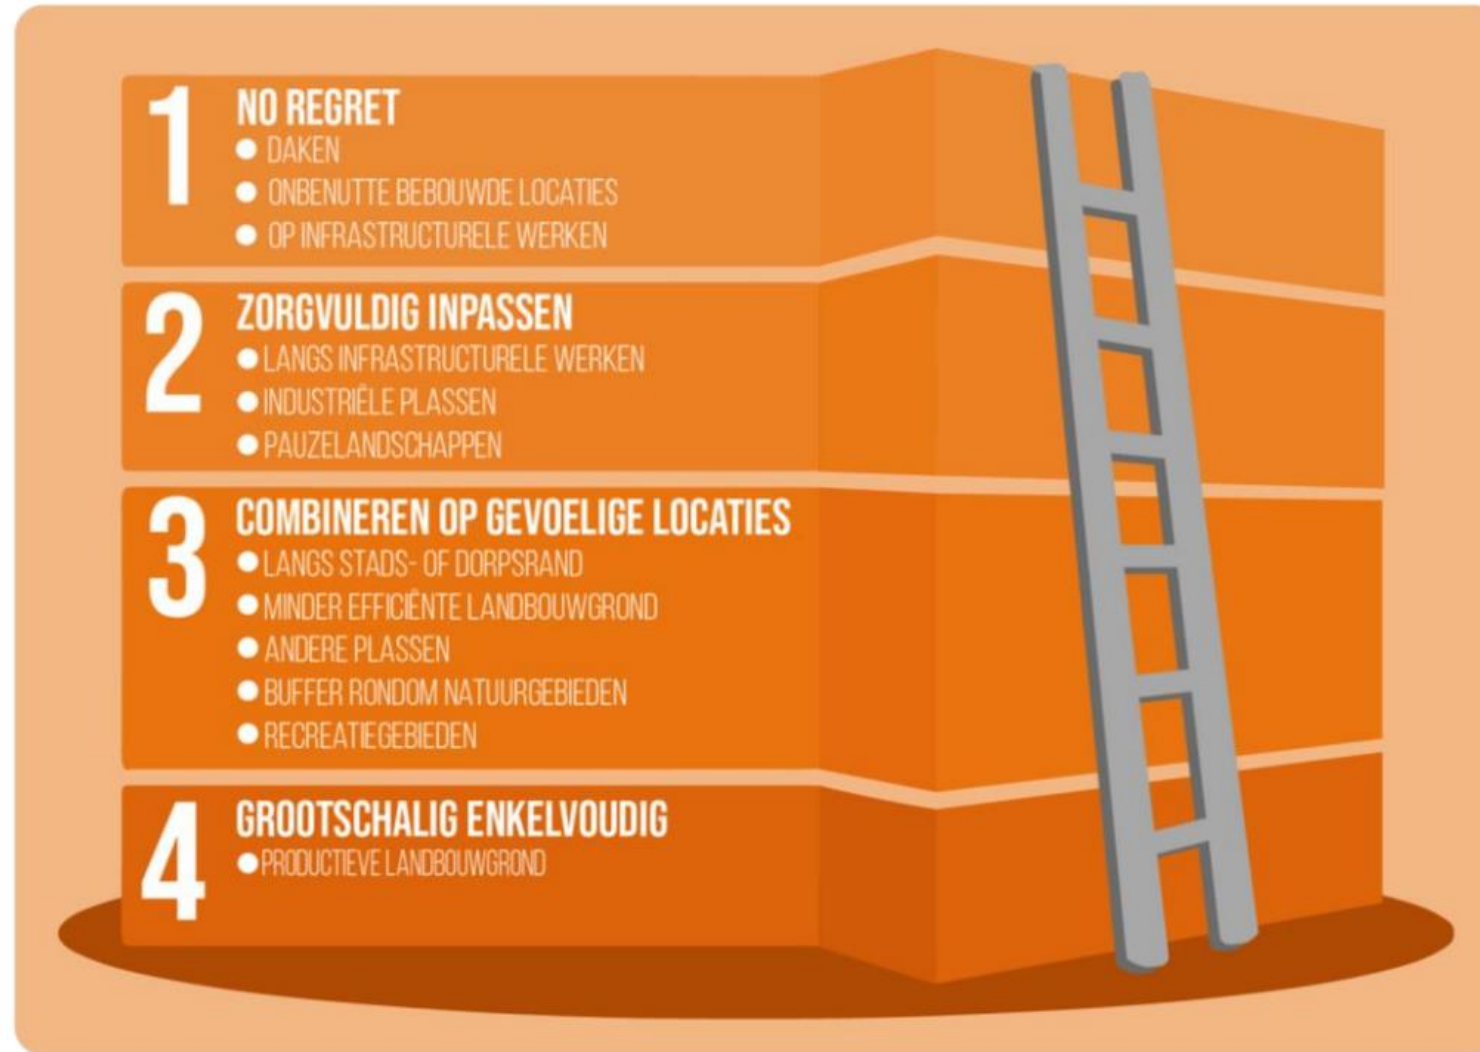 1
NO REGRET
● DAKEN
● ONBENUTTE BEBOUWDE LOCATIES
● OP INFRASTRUCTURELE WERKEN
2
ZORGVULDIG INPASSEN
● LANGS INFRASTRUCTURELE WERKEN
● INDUSTRIËLE PLASSEN
● PAUZELANDSCHAPPEN
3
COMBINEREN OP GEVOELIGE LOCATIES
● LANGS STADS- OF DORPSRAND
● MINDER EFFICIËNTE LANDBOUWGROND
● ANDERE PLASSEN
● BUFFER RONDOM NATUURGEBIEDEN
● RECREATIEGEBIEDEN
4
GROOTSCHALIG ENKELVOUDIG
● PRODUCTIEVE LANDBOUWGROND